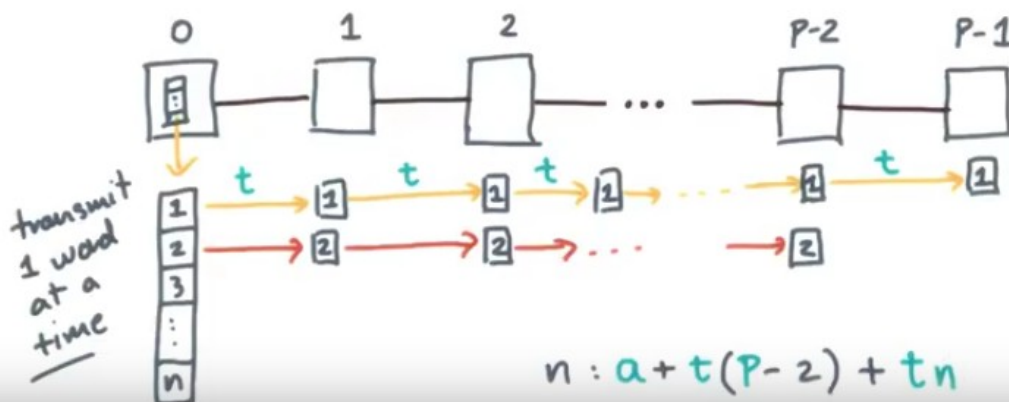 0 1 2 P-2 P-1
...
t t t t
1 1 1 1 1 1
2 2 2 2
3
n
transmit
1 word
at a
time
n : a + t(P-2) + tn